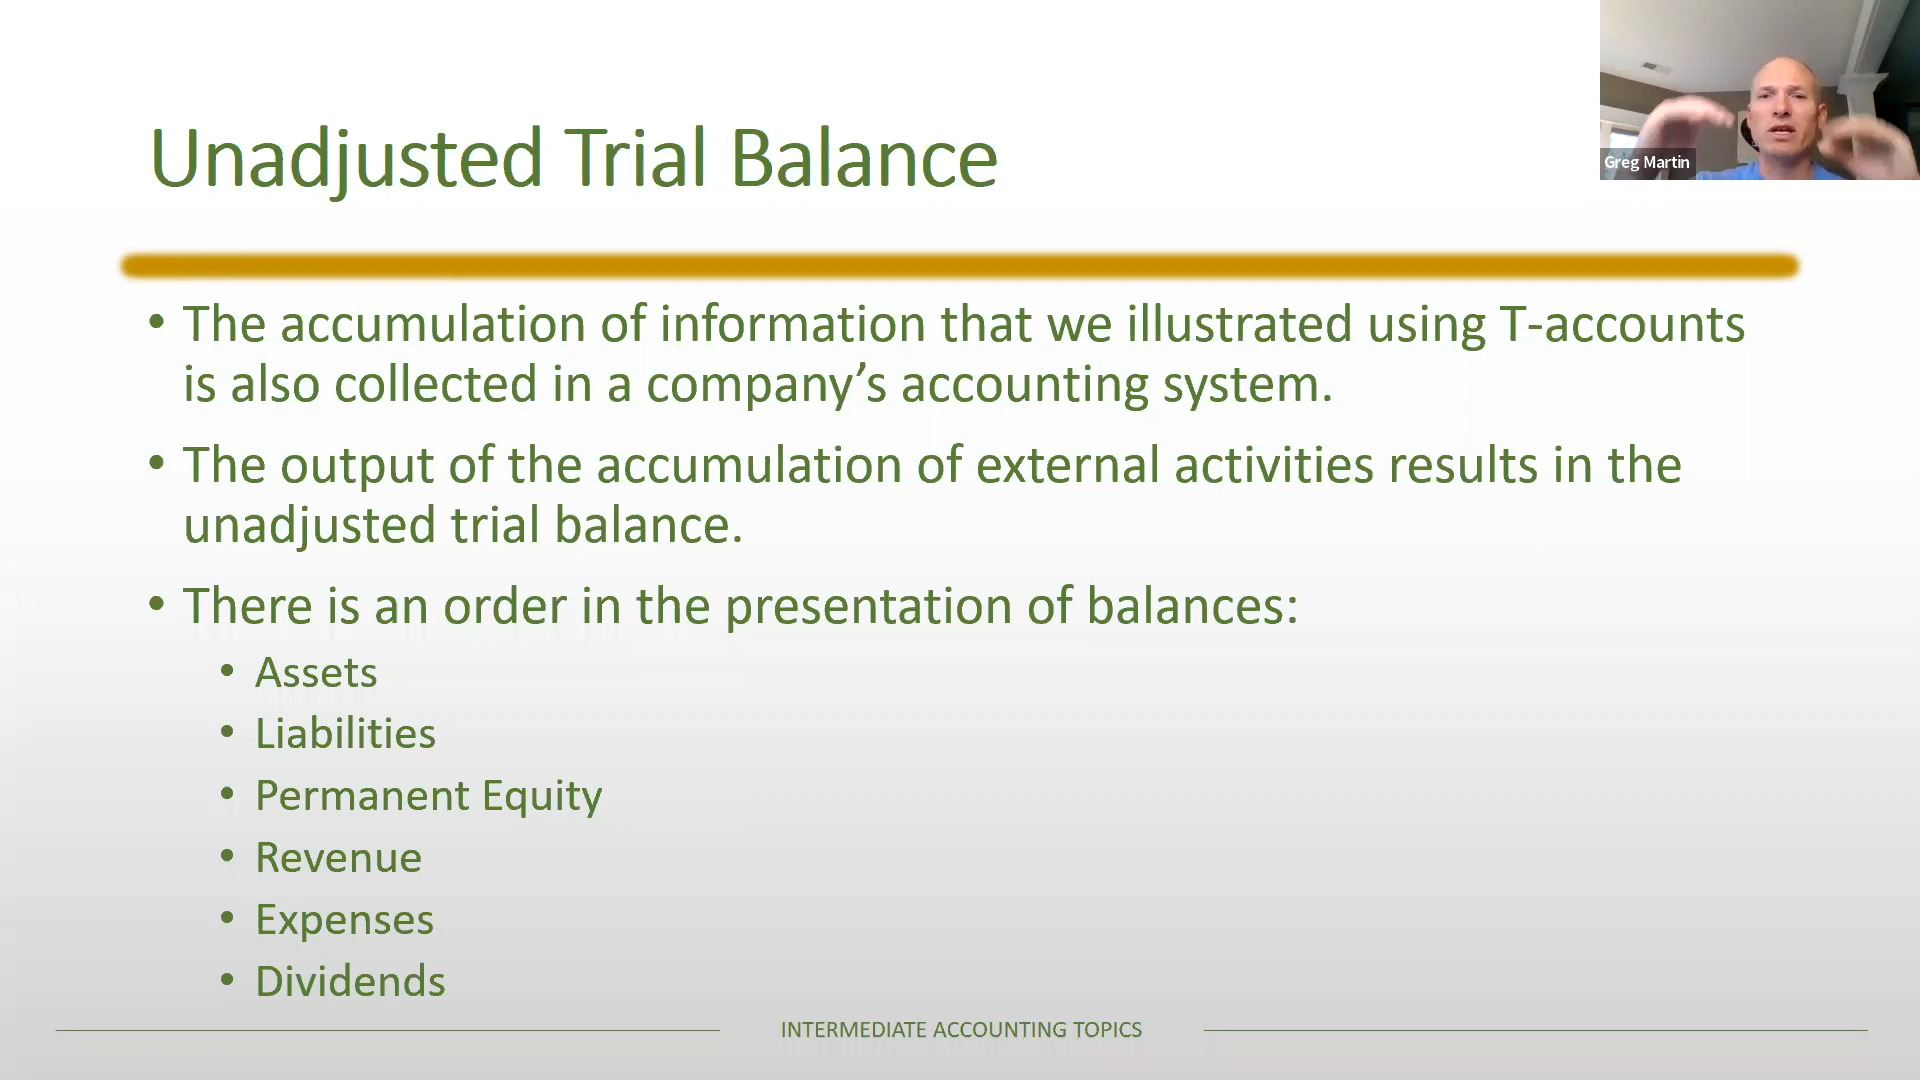 Unadjusted Trial Balance
Greg Martin
• The accumulation of information that we illustrated using T-accounts
is also collected in a company’s accounting system.
• The output of the accumulation of external activities results in the
unadjusted trial balance.
• There is an order in the presentation of balances:
• Assets
• Liabilities
• Permanent Equity
• Revenue
• Expenses
• Dividends
INTERMEDIATE ACCOUNTING TOPICS